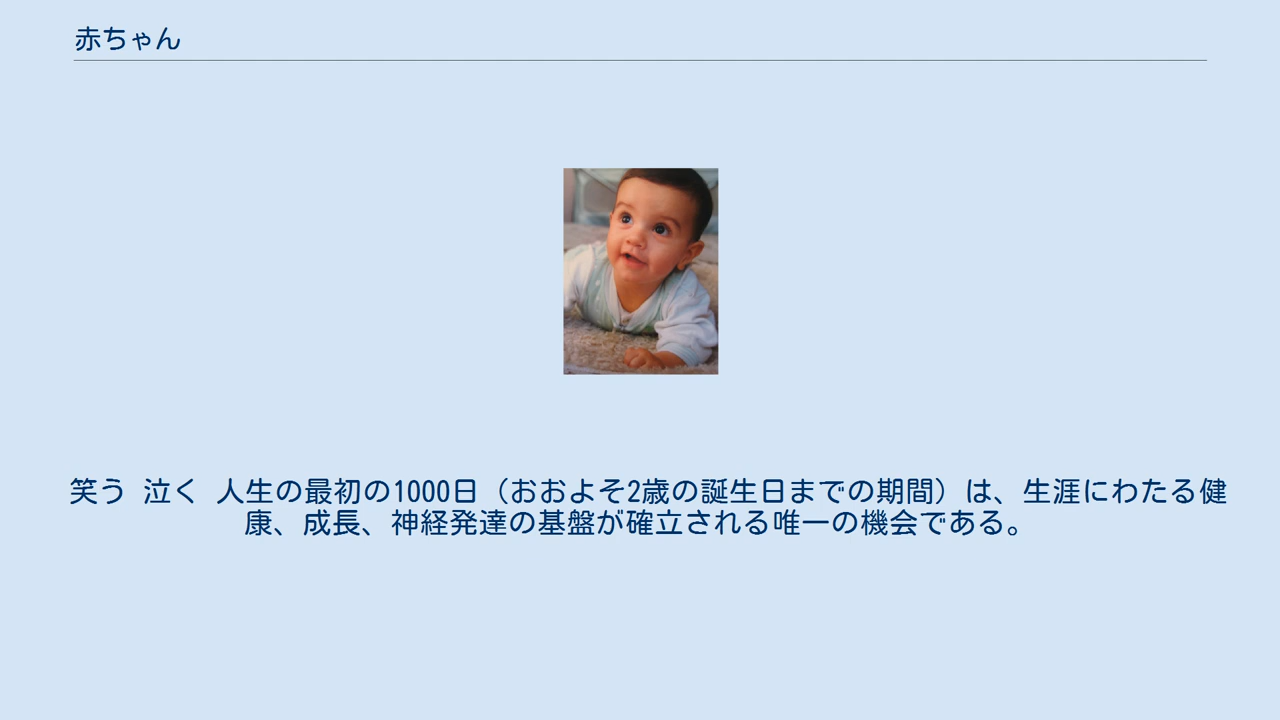 赤ちゃん
笑う 泣く 人生の最初の1000日（おおよそ2歳の誕生日までの期間）は、生涯にわたる健
康、成長、神経発達の基盤が確立される唯一の機会である。